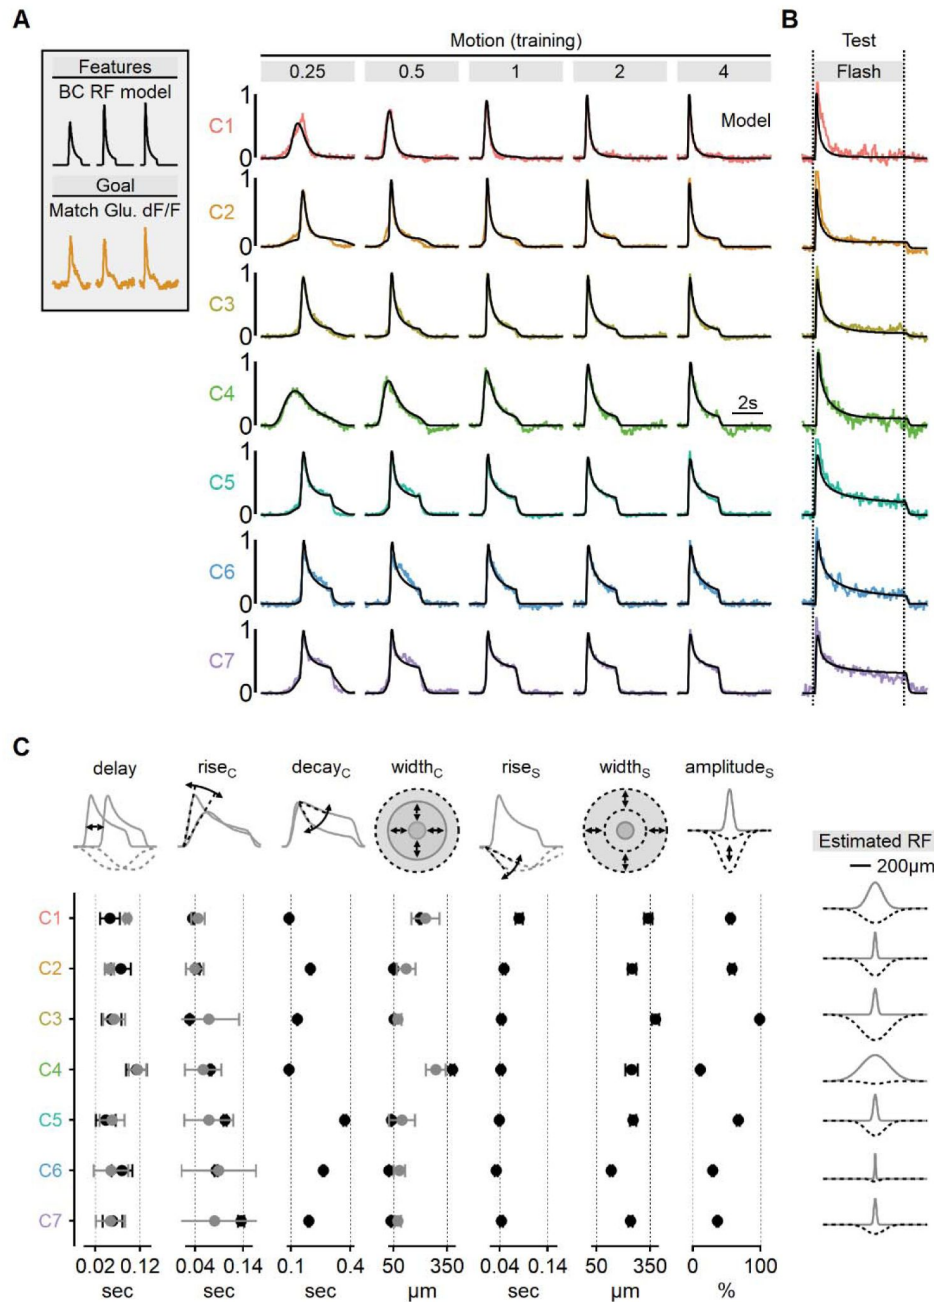 A
B
Motion (training)
Test
Features
0.25 0.5 1 2 4
Flash
BC RF model
Goal
Match Glu. dF/F
C1 1 0 Model
C2 1 0
C3 1 0
C4 1 0 2s
C5 1 0
C6 1 0
C7 1 0
C
delay riseC decayC widthC riseS widthS amplitudeS
Estimated RF
200µm
C1
C2
C3
C4
C5
C6
C7
0.02 0.12 0.04 0.14 0.1 0.4 50 350 0.04 0.14 50 350 0 100
sec sec sec µm sec µm %